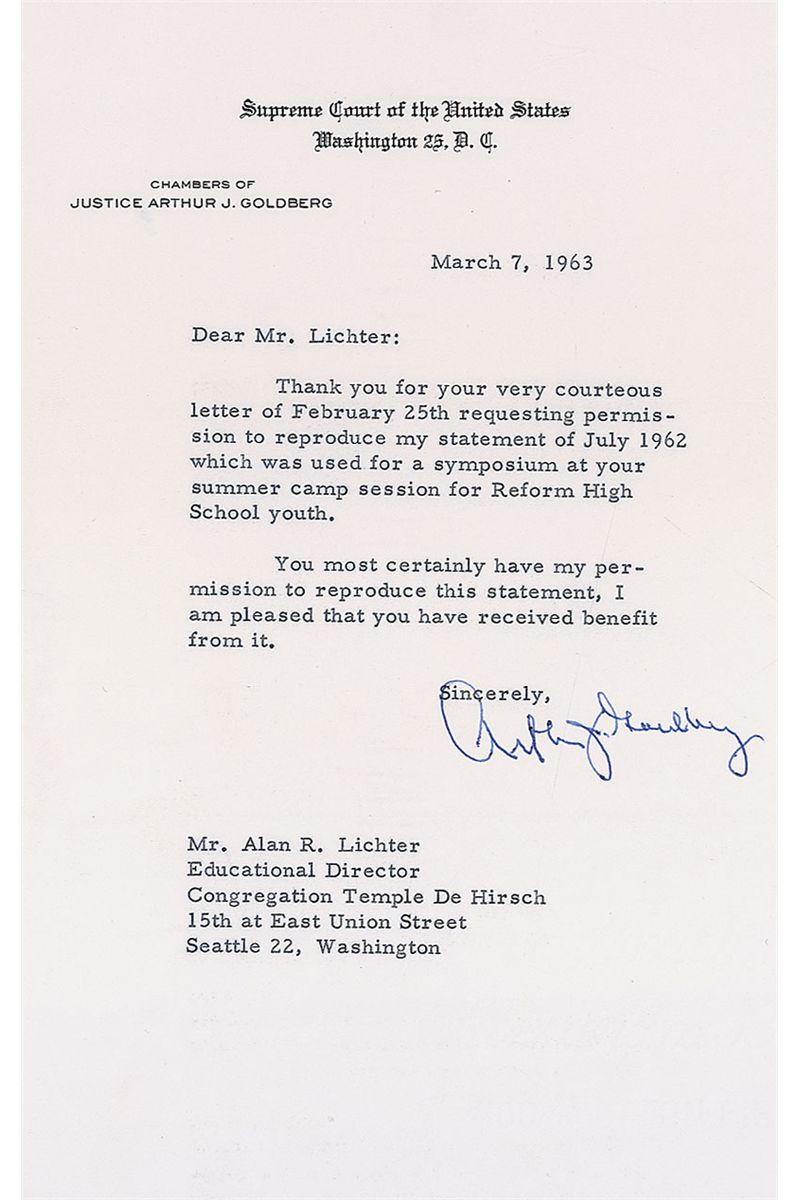 Supreme Court of the United States
Washington 25, D. C.
CHAMBERS OF
JUSTICE ARTHUR J. GOLDBERG
March 7, 1963
Dear Mr. Lichter:
Thank you for your very courteous
letter of February 25th requesting permis-
sion to reproduce my statement of July 1962
which was used for a symposium at your
summer camp session for Reform High
School youth.
You most certainly have my per-
mission to reproduce this statement, I
am pleased that you have received benefit
from it.
Sincerely,
Arthur J. Goldberg
Mr. Alan R. Lichter
Educational Director
Congregation Temple De Hirsch
15th at East Union Street
Seattle 22, Washington